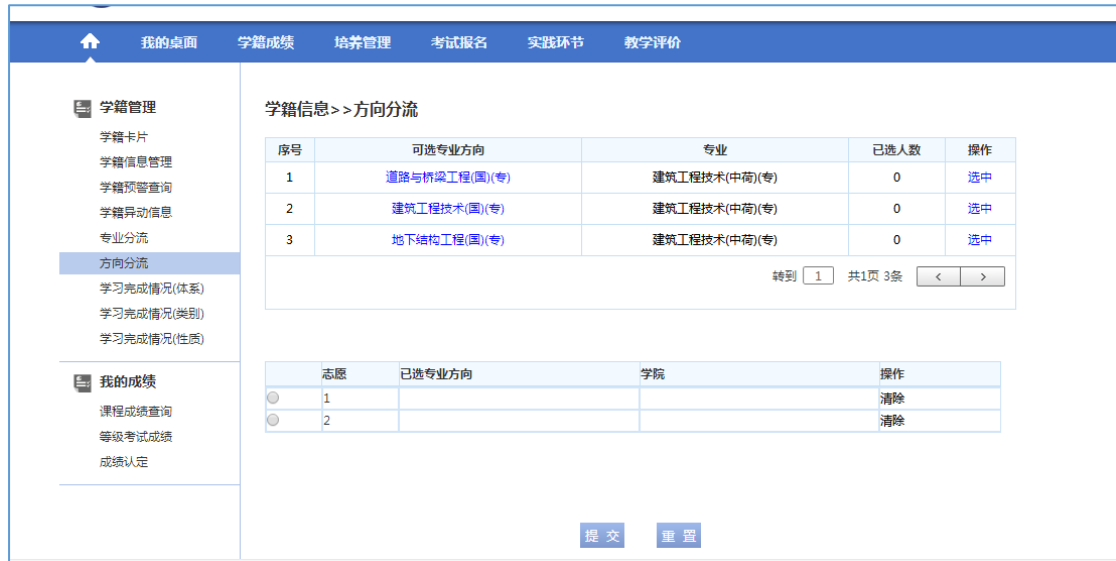 我的桌面 学籍成绩 培养管理 考试报名 实践环节 教学评价
学籍管理
学籍卡片
学籍信息管理
学籍预警查询
学籍异动信息
专业分流
方向分流
学习完成情况(体系)
学习完成情况(类别)
学习完成情况(性质)
我的成绩
课程成绩查询
等级考试成绩
成绩认定
学籍信息>>方向分流
序号 可选专业方向 专业 已选人数 操作
1 道路与桥梁工程(国)(专) 建筑工程技术(中荷)(专) 0 选中
2 建筑工程技术(国)(专) 建筑工程技术(中荷)(专) 0 选中
3 地下结构工程(国)(专) 建筑工程技术(中荷)(专) 0 选中
转到 1 共1页 3条 < >
志愿 已选专业方向 学院 操作
1 清除
2 清除
提 交 重 置